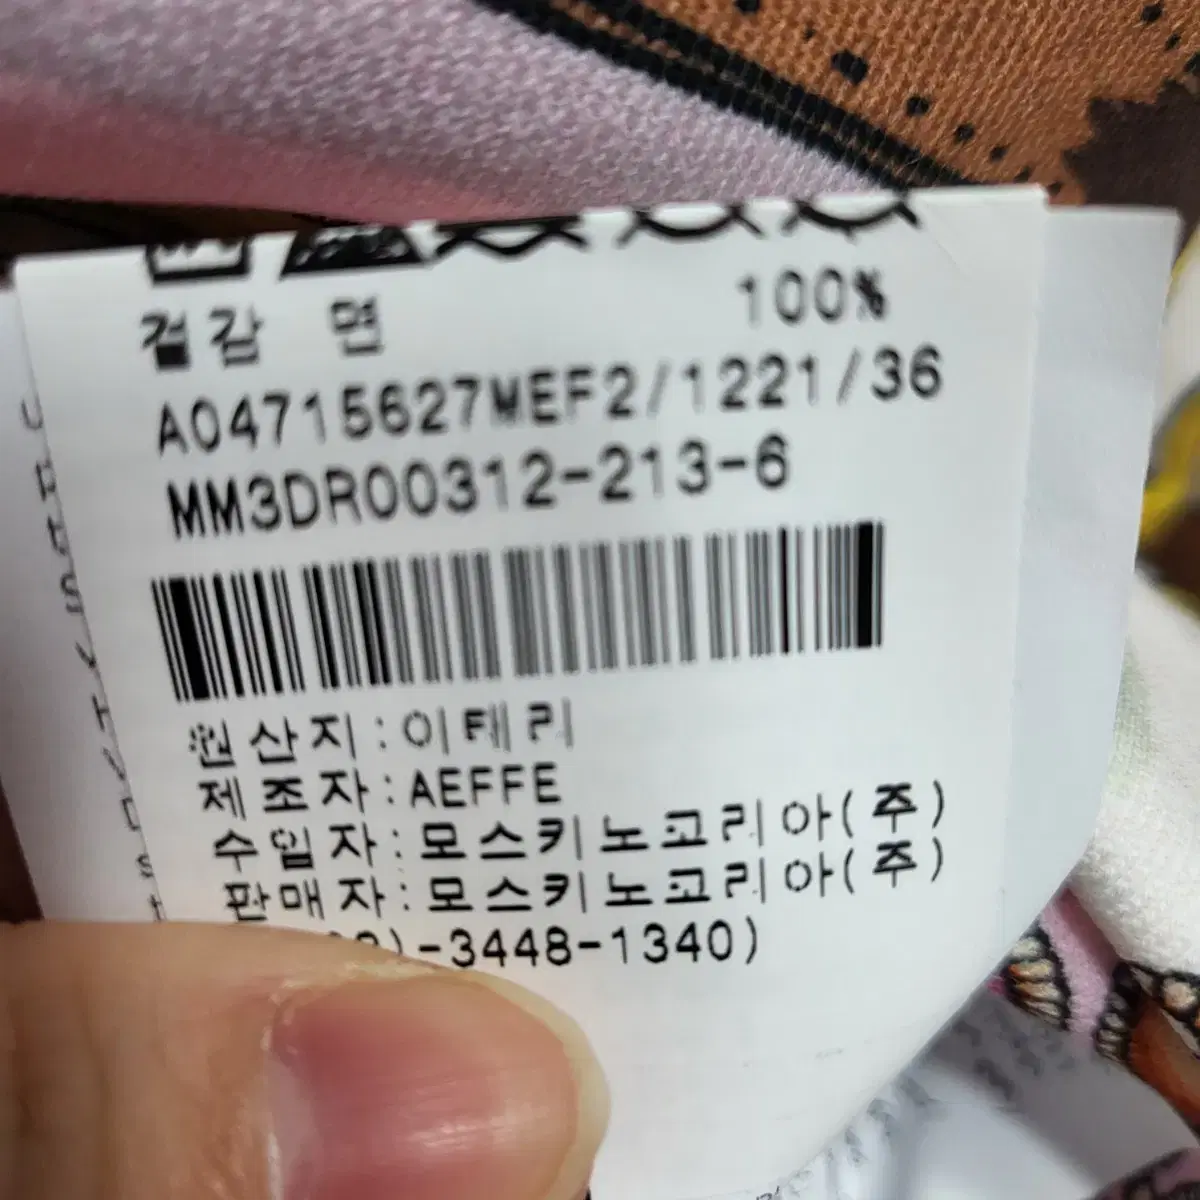 겉감 면 100%
A04715627WEF2/1221/36
MM3DR00312-213-6
원산지:이태리
제조자:AEFFE
수입자:모스키노코리아(주)
판매자:모스키노코리아(주)
)-3448-1340)